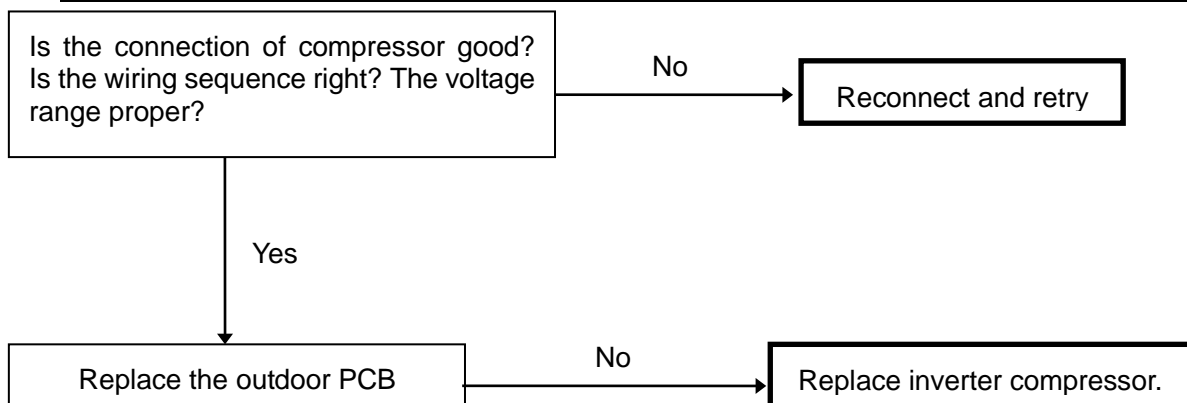 Is the connection of compressor good?
Is the wiring sequence right? The voltage
range proper?
No
Reconnect and retry
Yes
Replace the outdoor PCB
No
Replace inverter compressor.